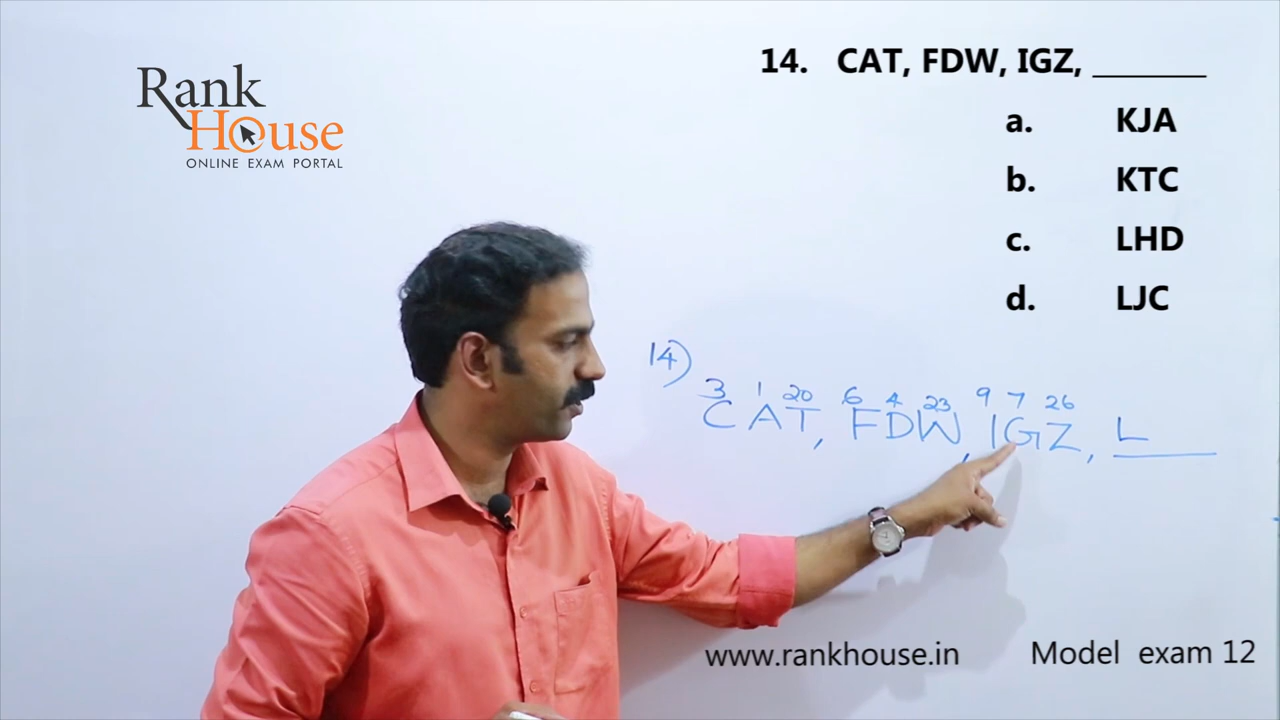 Rank
House
ONLINE EXAM PORTAL
14. CAT, FDW, IGZ, ______
a. KJA
b. KTC
c. LHD
d. LJC
14)
3 1 20 6 4 23 9 7 26
CAT, FDW, IGZ, L
www.rankhouse.in Model exam 12